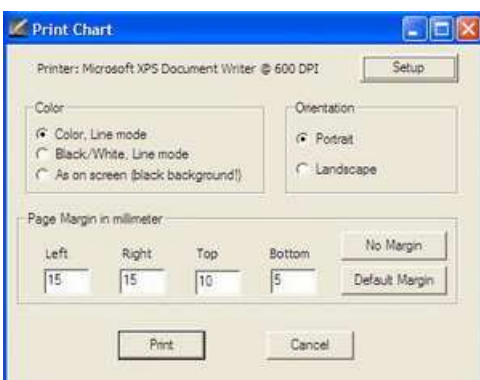 Print Chart
Printer: Microsoft XPS Document Writer @ 600 DPI
Setup
Color
Orientation
Color, Line mode
Black/White, Line mode
As on screen (black background!)
Portrait
Landscape
Page Margin in millimeter
Left Right Top Bottom
15 15 10 5
No Margin
Default Margin
Print Cancel